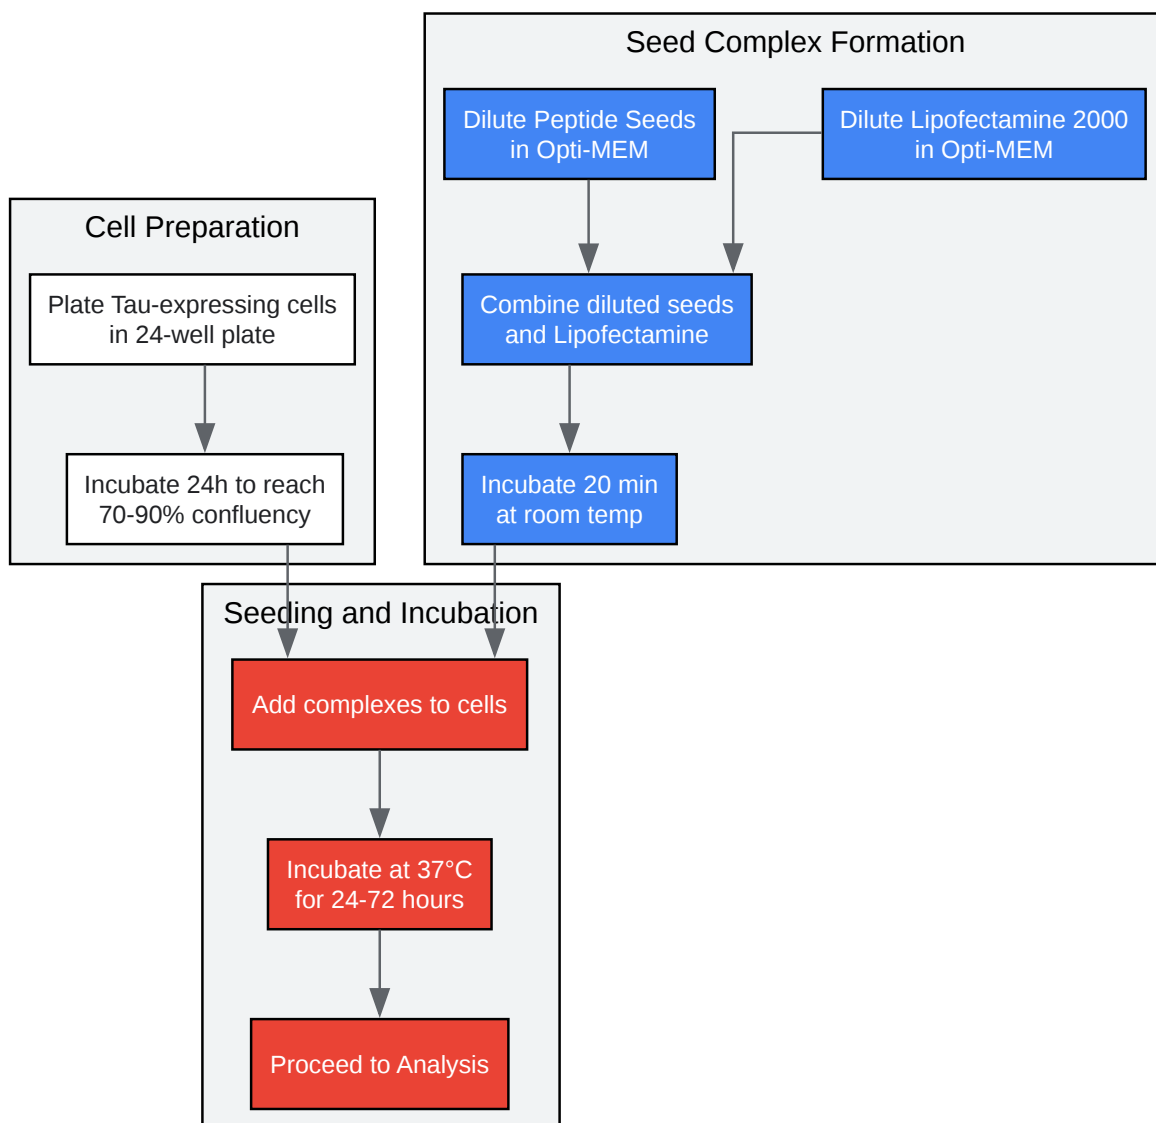 Seed Complex Formation
Dilute Peptide Seeds
in Opti-MEM
Dilute Lipofectamine 2000
in Opti-MEM
Combine diluted seeds
and Lipofectamine
Incubate 20 min
at room temp
Cell Preparation
Plate Tau-expressing cells
in 24-well plate
Incubate 24h to reach
70-90% confluency
Seeding and Incubation
Add complexes to cells
Incubate at 37°C
for 24-72 hours
Proceed to Analysis